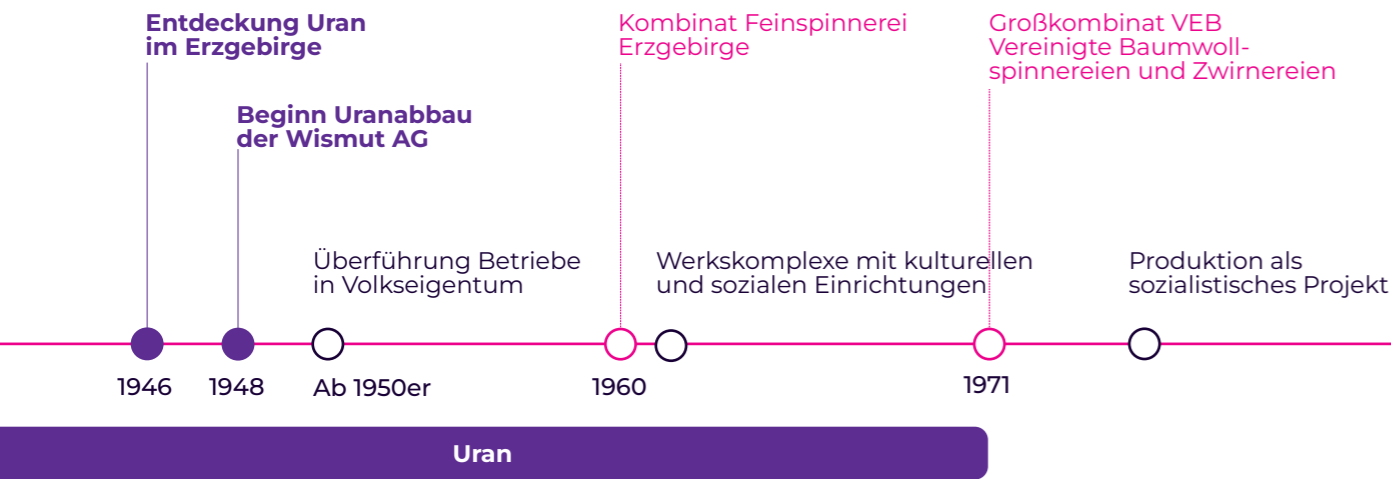 Entdeckung Uran
im Erzgebirge
Kombinat Feinspinnerei
Erzgebirge
Großkombinat VEB
Vereinigte Baumwoll-
spinnereien und Zwirnereien
Beginn Uranabbau
der Wismut AG
Überführung Betriebe
in Volkseigentum
Werkskomplexe mit kulturellen
und sozialen Einrichtungen
Produktion als
sozialistisches Projekt
1946
1948
Ab 1950er
1960
1971
Uran